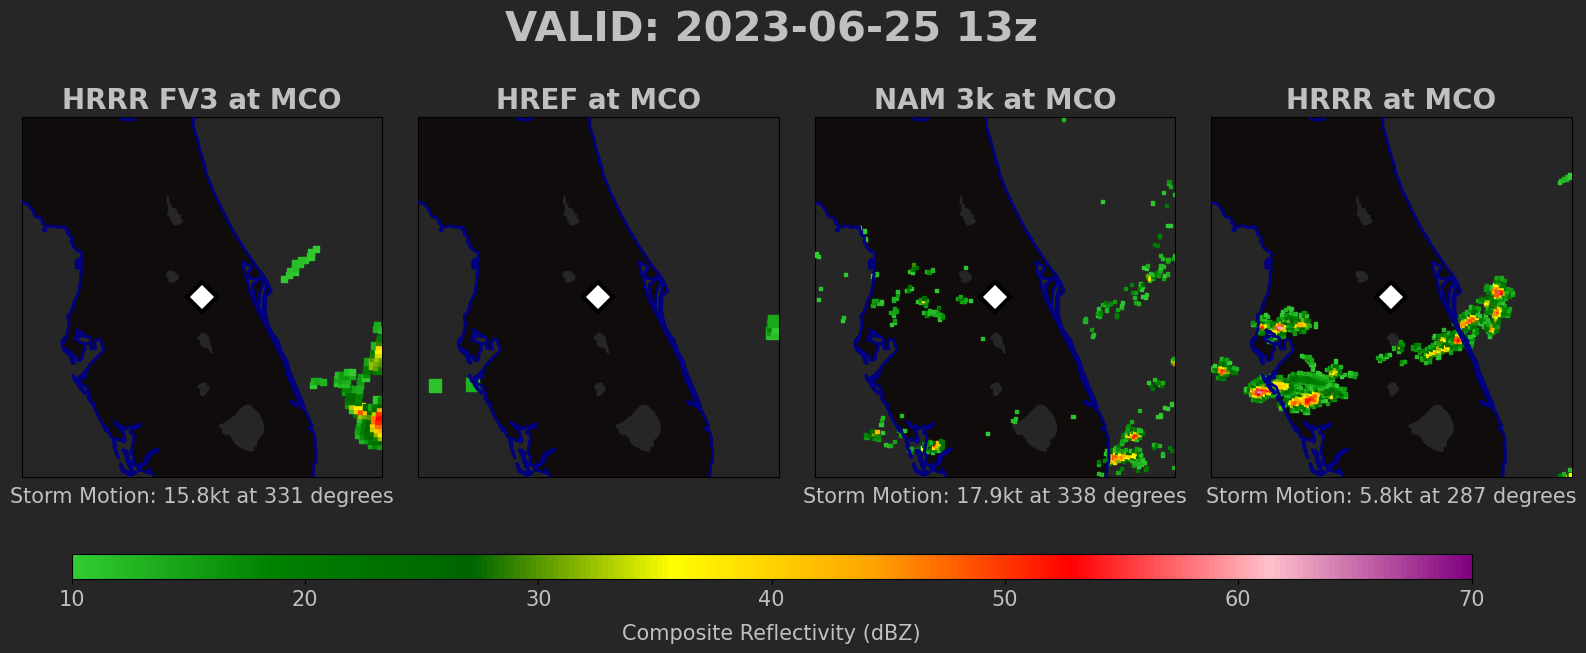 VALID: 2023-06-25 13z
HRRR FV3 at MCO
HREF at MCO
NAM 3k at MCO
HRRR at MCO
Storm Motion: 15.8kt at 331 degrees
Storm Motion: 17.9kt at 338 degrees
Storm Motion: 5.8kt at 287 degrees
10 20 30 40 50 60 70
Composite Reflectivity (dBZ)